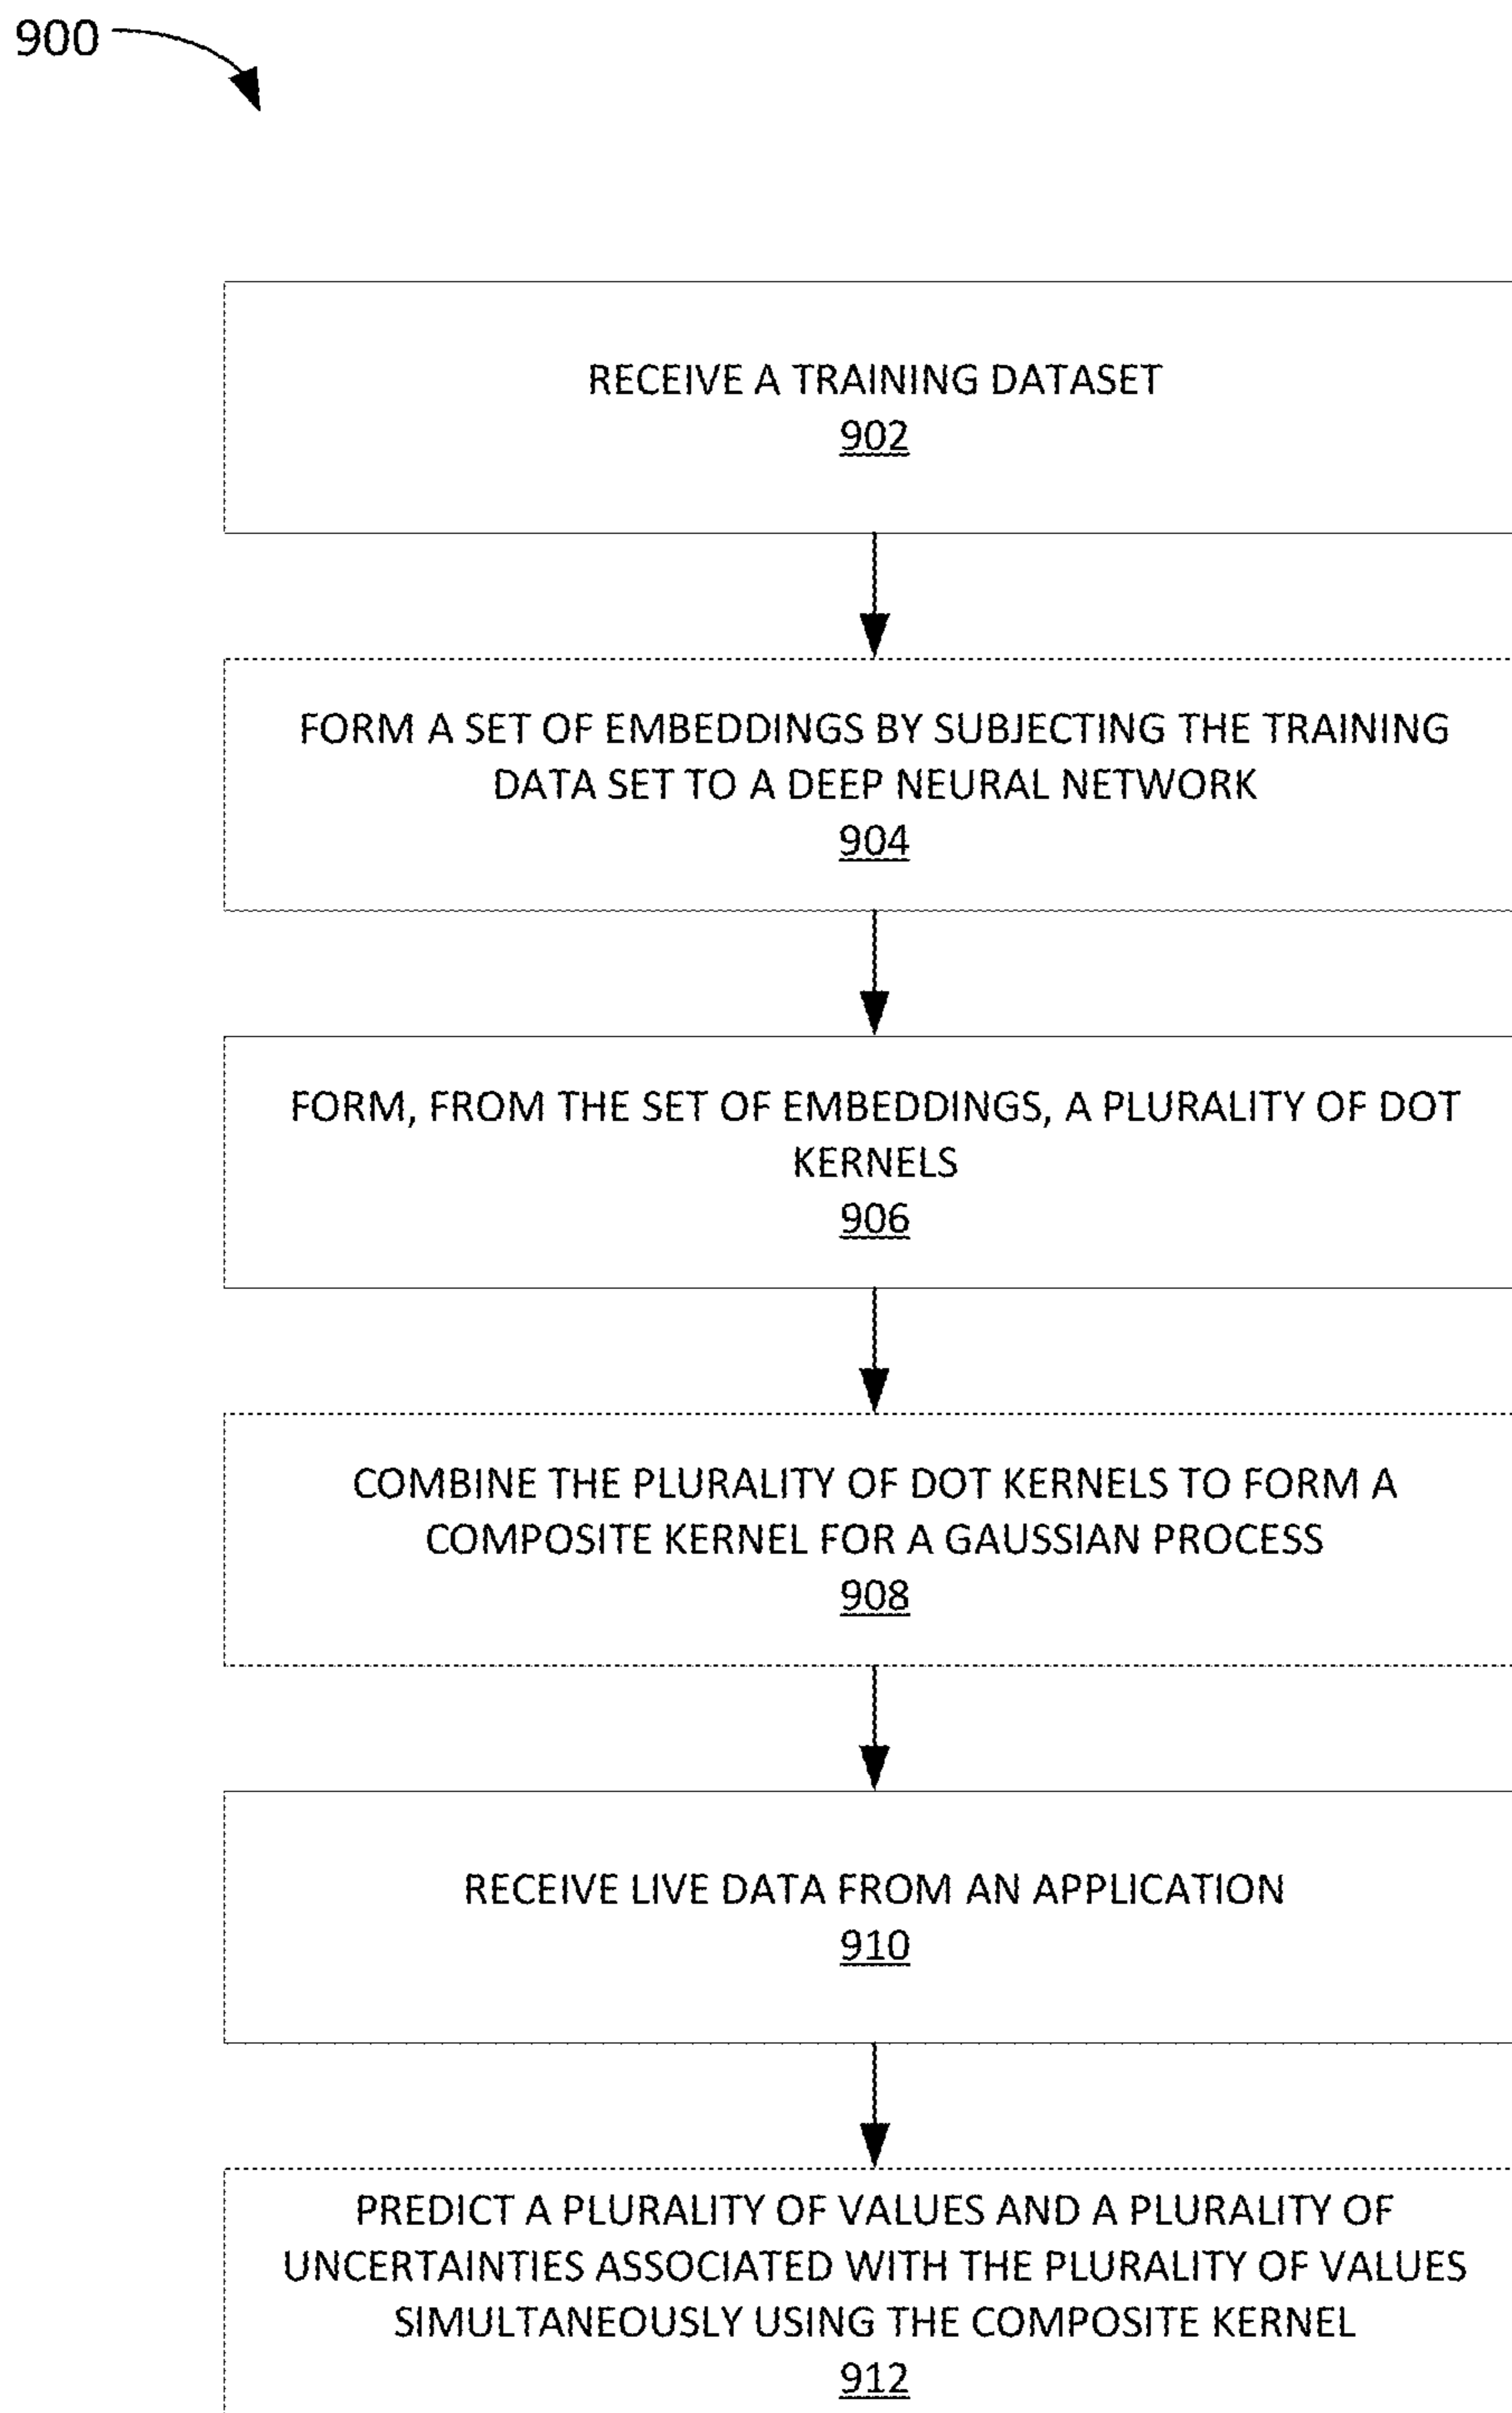 900
RECEIVE A TRAINING DATASET
902
FORM A SET OF EMBEDDINGS BY SUBJECTING THE TRAINING
DATA SET TO A DEEP NEURAL NETWORK
904
FORM, FROM THE SET OF EMBEDDINGS, A PLURALITY OF DOT
KERNELS
906
COMBINE THE PLURALITY OF DOT KERNELS TO FORM A
COMPOSITE KERNEL FOR A GAUSSIAN PROCESS
908
RECEIVE LIVE DATA FROM AN APPLICATION
910
PREDICT A PLURALITY OF VALUES AND A PLURALITY OF
UNCERTAINTIES ASSOCIATED WITH THE PLURALITY OF VALUES
SIMULTANEOUSLY USING THE COMPOSITE KERNEL
912